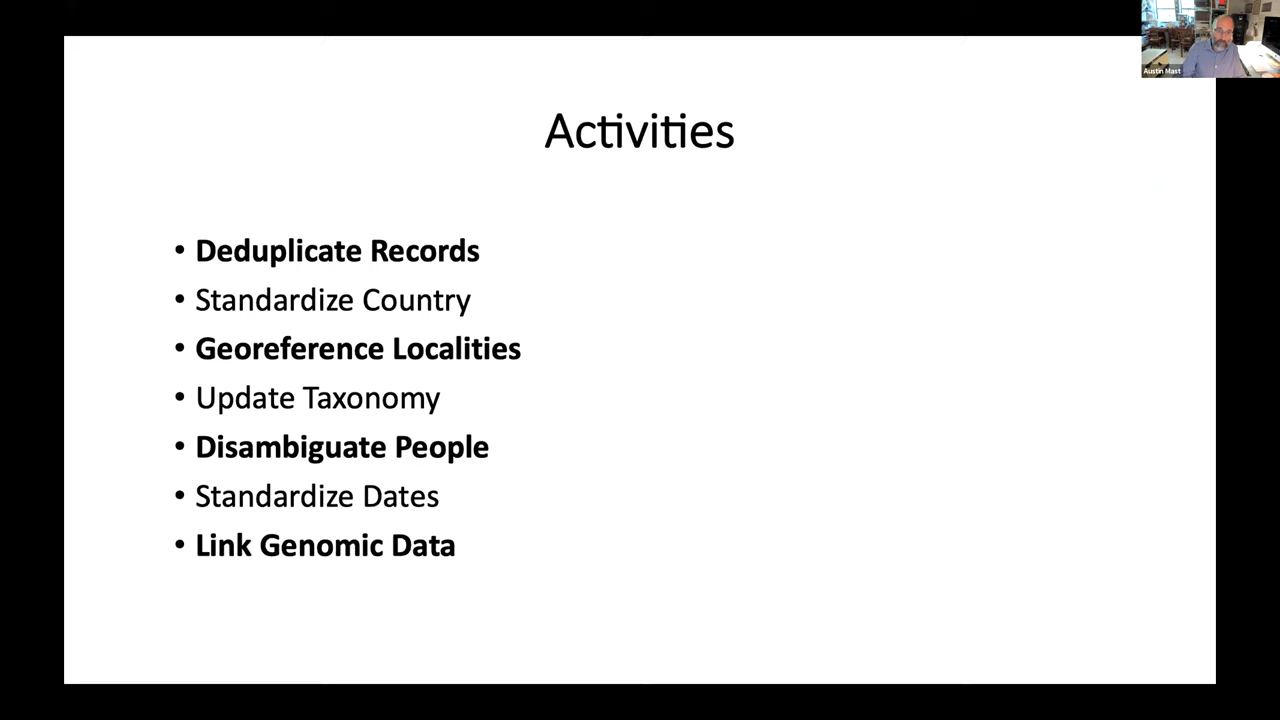 Austin Mast
Activities
• Deduplicate Records
• Standardize Country
• Georeference Localities
• Update Taxonomy
• Disambiguate People
• Standardize Dates
• Link Genomic Data